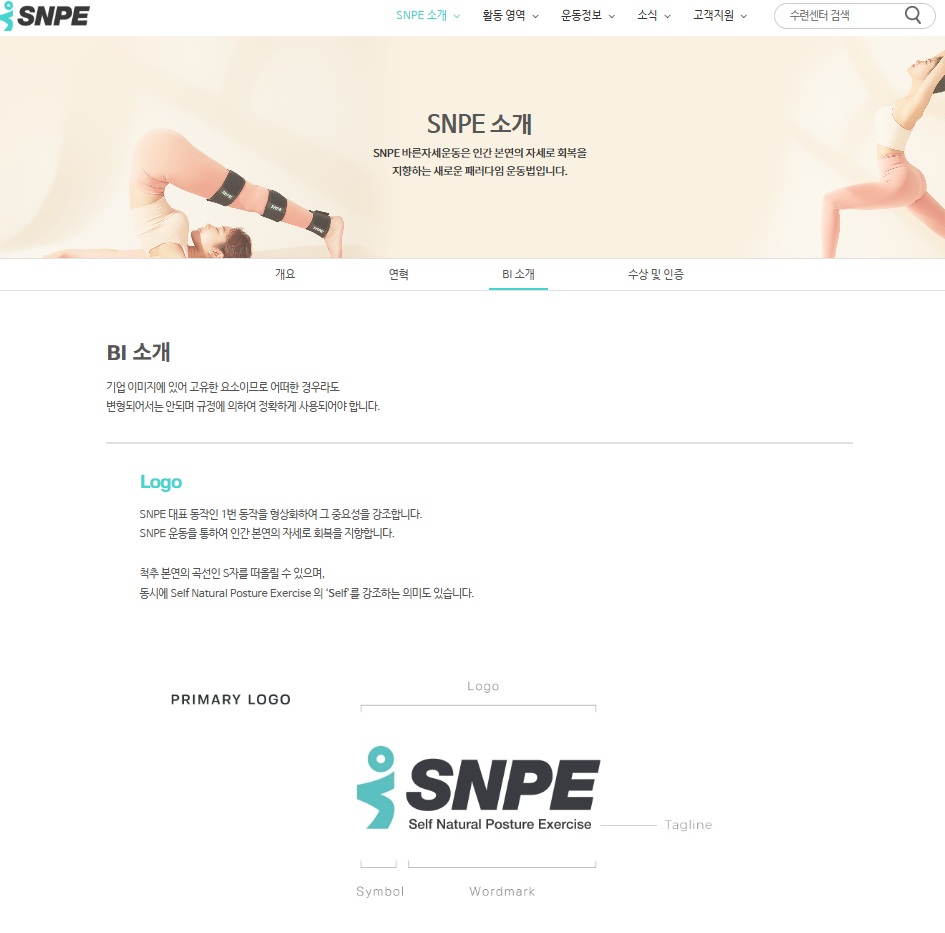 SNPE
SNPE 소개
활동 영역
운동정보
소식
고객지원
수련센터 검색
SNPE 소개
SNPE 바른자세운동은 인간 본연의 자세로 회복을
지향하는 새로운 패러다임 운동법입니다.
SNPE
SNPE
SNPE
개요
연혁
BI 소개
수상 및 인증
BI 소개
기업 이미지에 있어 고유한 요소이므로 어떠한 경우라도
변형되어서는 안되며 규정에 의하여 정확하게 사용되어야 합니다.
Logo
SNPE 대표 동작인 1번 동작을 형상화하여 그 중요성을 강조합니다.
SNPE 운동을 통하여 인간 본연의 자세로 회복을 지향합니다.
척추 본연의 곡선인 S자를 떠올릴 수 있으며,
동시에 Self Natural Posture Exercise 의 ‘Self’를 강조하는 의미도 있습니다.
Logo
PRIMARY LOGO
SNPE
Self Natural Posture Exercise
Tagline
Symbol
Wordmark